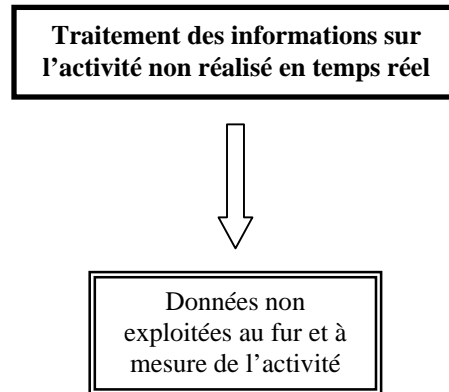 Traitement des informations sur
l'activité non réalisé en temps réel
Données non
exploitées au fur et à
mesure de l'activité